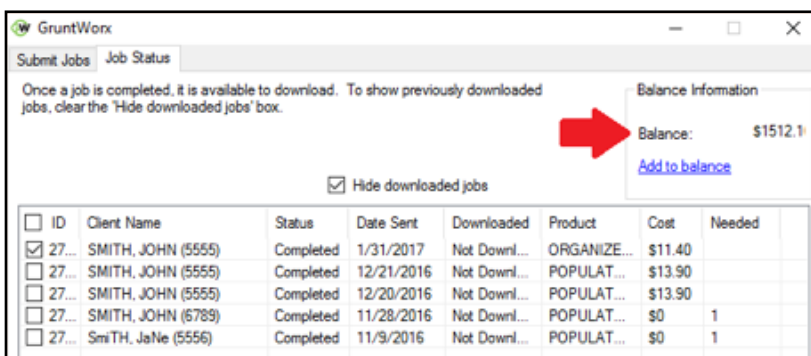 GruntWorx
Submit Jobs Job Status
Once a job is completed, it is available to download. To show previously downloaded
jobs, clear the 'Hide downloaded jobs' box.
Balance Information
Balance: $1512.1
Add to balance
Hide downloaded jobs
ID Client Name Status Date Sent Downloaded Product Cost Needed
27... SMITH, JOHN (5555) Completed 1/31/2017 Not Downl... ORGANIZE... $11.40
27... SMITH, JOHN (5555) Completed 12/21/2016 Not Downl... POPULAT... $13.90
27... SMITH, JOHN (5555) Completed 12/20/2016 Not Downl... POPULAT... $13.90
27... SMITH, JOHN (6789) Completed 11/28/2016 Not Downl... POPULAT... $0 1
27... SmiTH, JaNe (5556) Completed 11/9/2016 Not Downl... POPULAT... $0 1